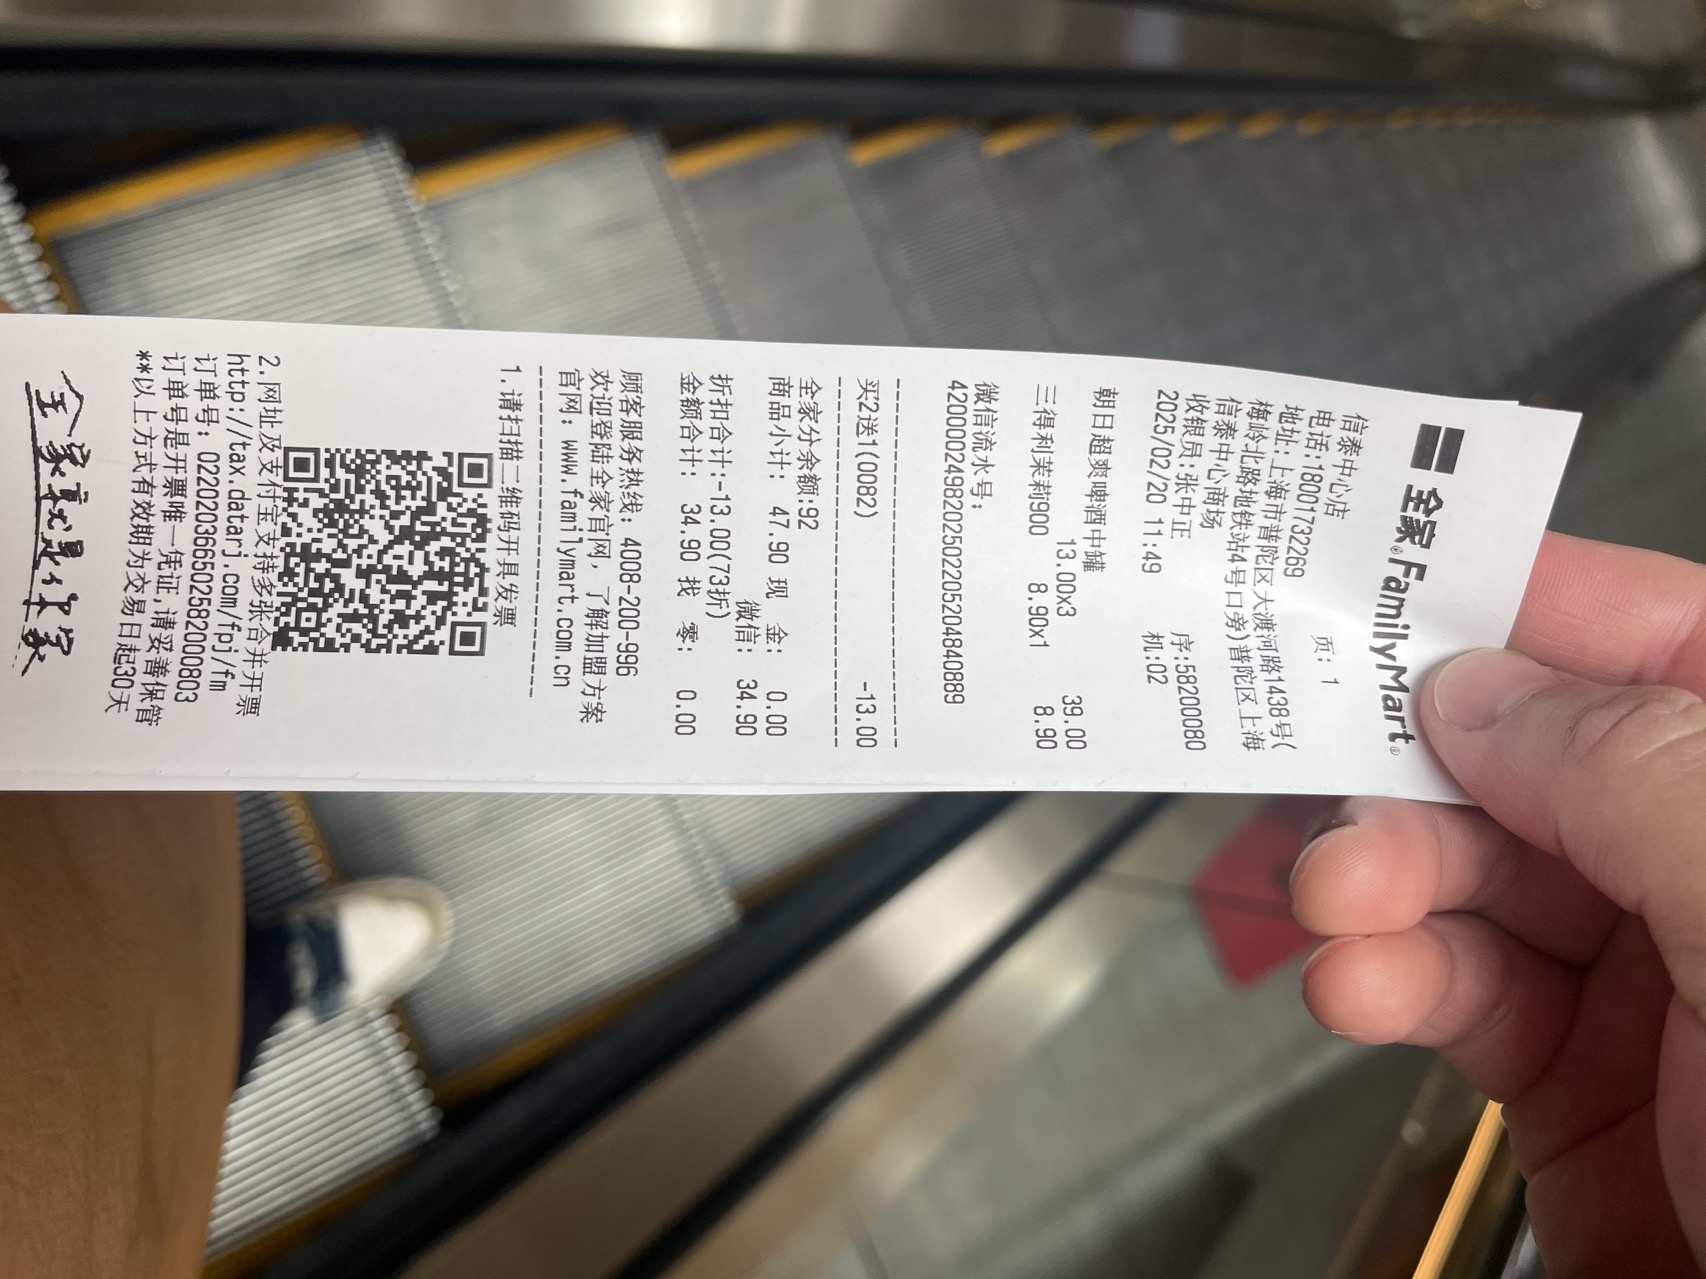 全家 FamilyMart
页: 1
信泰中心店
电话:18001732269
地址:上海市普陀区大渡河路1438号(
梅岭北路地铁站4号口旁)普陀区上海
信泰中心商场
收银员:张中正 序:58200080
2025/02/20 11:49 机:02
朝日超爽啤酒中罐
13.00x3 39.00
三得利茉莉900 8.90x1 8.90
微信流水号:
4200002498202502205204840889
--------------------------------
买2送1(0082) -13.00
--------------------------------
全家分余额:92
商品小计: 47.90 现 金: 0.00
微信: 34.90
折扣合计:-13.00(73折)
金额合计: 34.90 找 零: 0.00
顾客服务热线: 4008-200-996
欢迎登陆全家官网, 了解加盟方案
官网: www.familymart.com.cn
--------------------------------
1.请扫描二维码开具发票
2.网址及支付宝支持多张合并开票
http://tax.datarj.com/fpj/fm
订单号: 0220203665025820000803
订单号是开票唯一凭证,请妥善保管
**以上方式有效期为交易日起30天